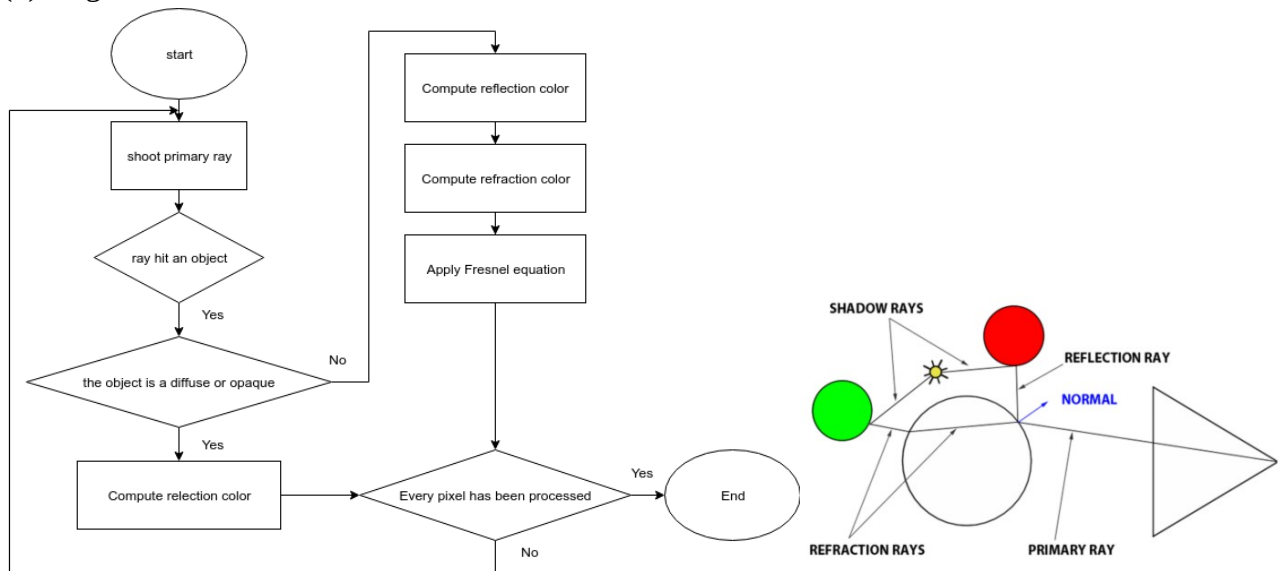 start
shoot primary ray
ray hit an object
Yes
the object is a diffuse or opaque
No
Yes
Compute relection color
Compute reflection color
Compute refraction color
Apply Fresnel equation
Every pixel has been processed
Yes
End
No
SHADOW RAYS
REFLECTION RAY
NORMAL
REFRACTION RAYS
PRIMARY RAY